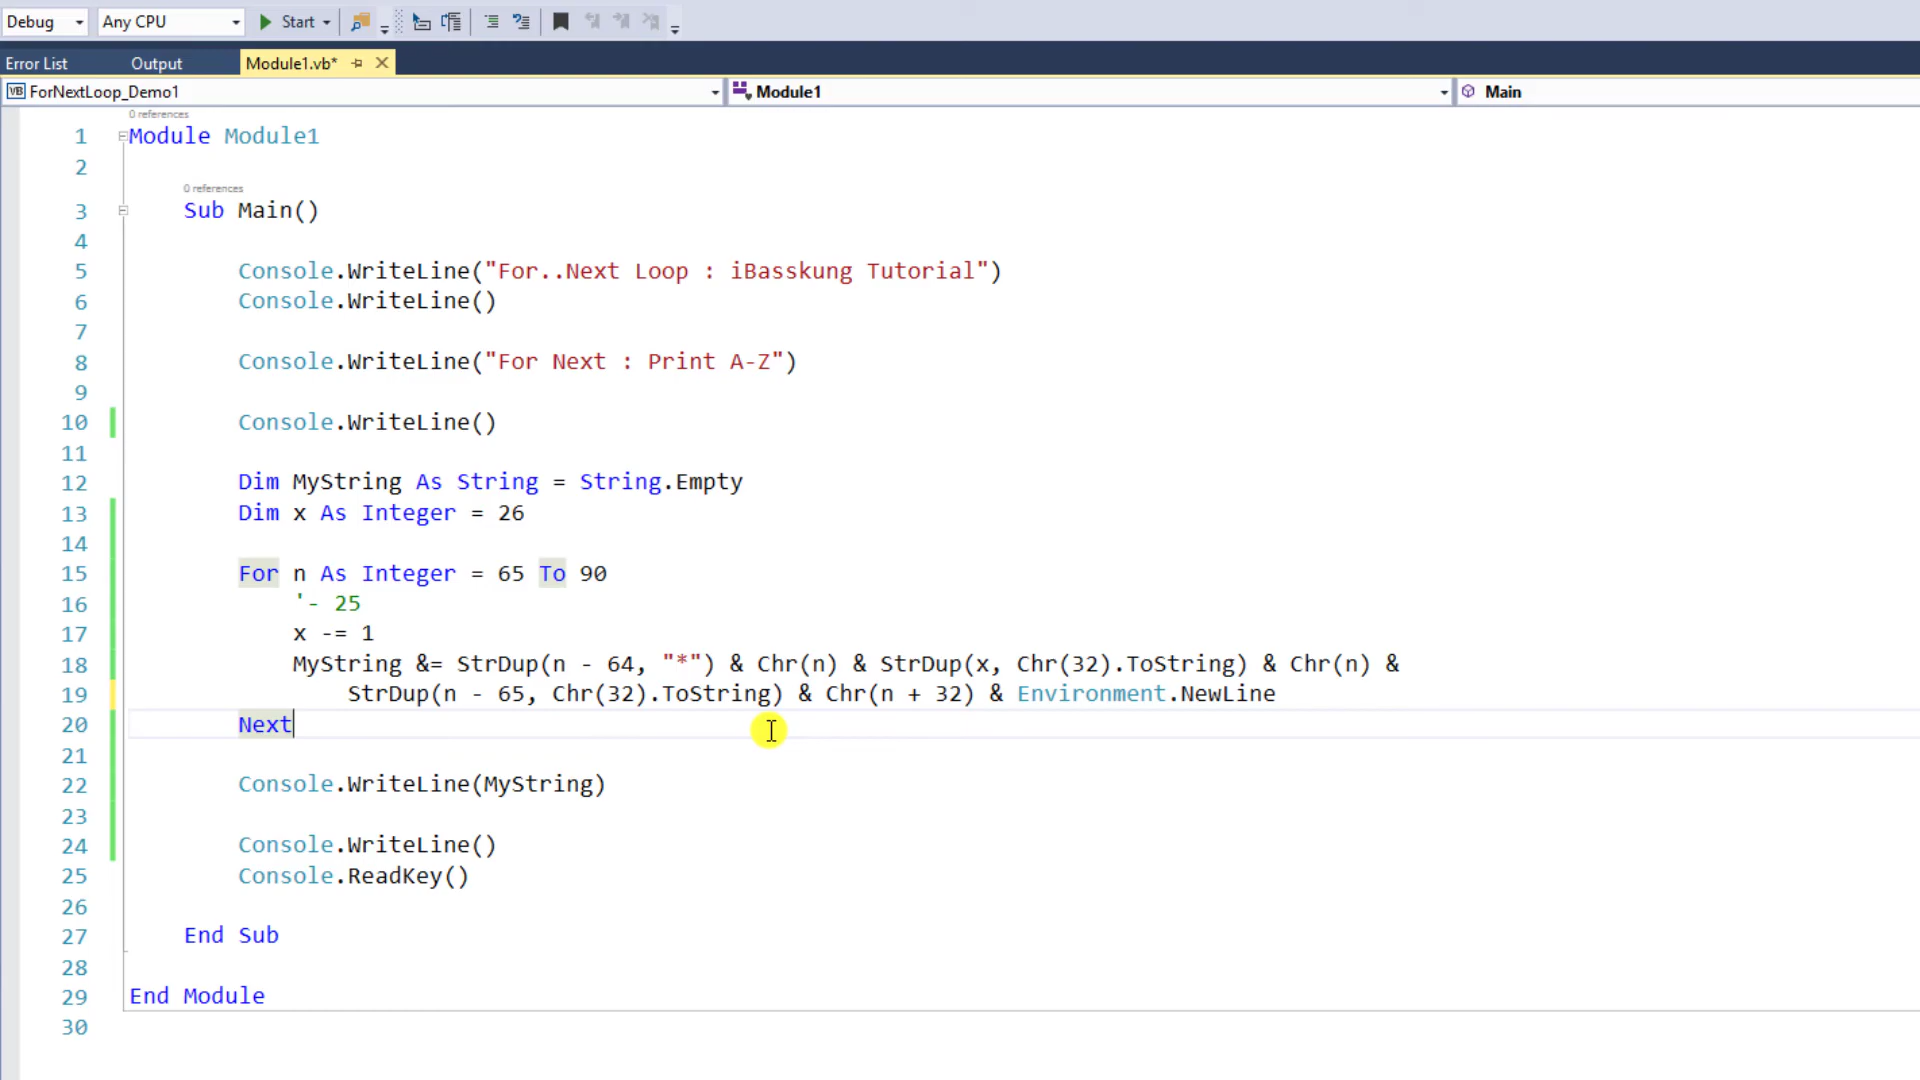 Debug Any CPU Start
Error List Output Module1.vb*
VB ForNextLoop_Demo1 Module1 Main
0 references
1 Module Module1
2
0 references
3 Sub Main()
4
5 Console.WriteLine("For..Next Loop : iBasskung Tutorial")
6 Console.WriteLine()
7
8 Console.WriteLine("For Next : Print A-Z")
9
10 Console.WriteLine()
11
12 Dim MyString As String = String.Empty
13 Dim x As Integer = 26
14
15 For n As Integer = 65 To 90
16 '- 25
17 x -= 1
18 MyString &= StrDup(n - 64, "*") & Chr(n) & StrDup(x, Chr(32).ToString) & Chr(n) &
19 StrDup(n - 65, Chr(32).ToString) & Chr(n + 32) & Environment.NewLine
20 Next
21
22 Console.WriteLine(MyString)
23
24 Console.WriteLine()
25 Console.ReadKey()
26
27 End Sub
28
29 End Module
30